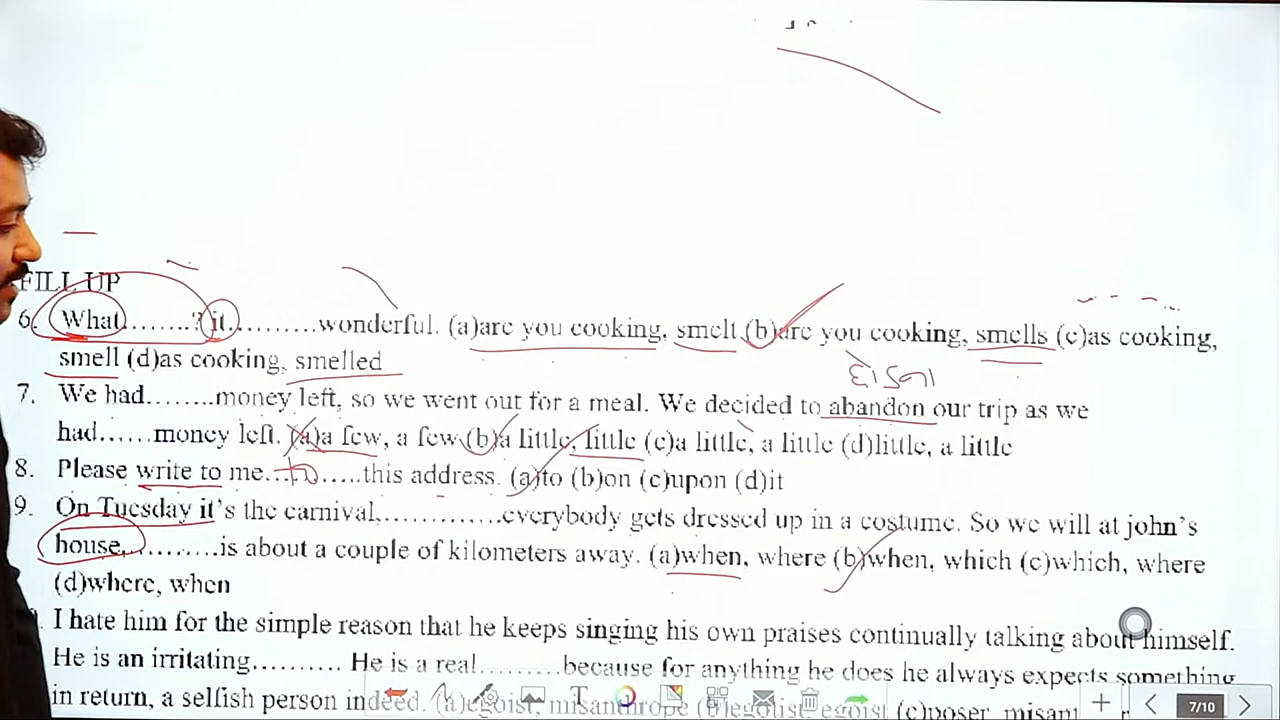 FILL UP
6. What........? it...........wonderful. (a)are you cooking, smelt (b)are you cooking, smells (c)as cooking,
smell (d)as cooking, smelled
होडना
7. We had........money left, so we went out for a meal. We decided to abandon our trip as we
had......money left. (a)a few, a few (b)a little, little (c)a little, a little (d)little, a little
8. Please write to me....to.....this address. (a)to (b)on (c)upon (d)it
9. On Tuesday it's the carnival,.............everybody gets dressed up in a costume. So we will at john's
house,..........is about a couple of kilometers away. (a)when, where (b)when, which (c)which, where
(d)where, when
I hate him for the simple reason that he keeps singing his own praises continually talking about himself.
He is an irritating.......... He is a real.........because for anything he does he always expects something
in return, a selfish person indeed. (a)egoist, misanthrope (b)egotist, egoist (c)poser,
7/10